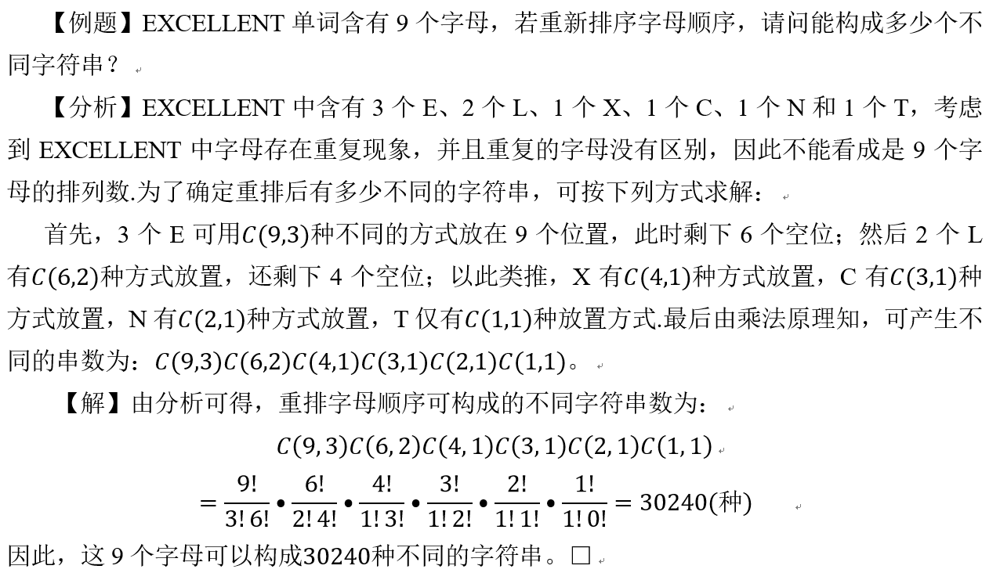 【例题】EXCELLENT 单词含有 9 个字母，若重新排序字母顺序，请问能构成多少个不
同字符串？
【分析】EXCELLENT 中含有 3 个 E、2 个 L、1 个 X、1 个 C、1 个 N 和 1 个 T，考虑
到 EXCELLENT 中字母存在重复现象，并且重复的字母没有区别，因此不能看成是 9 个字
母的排列数.为了确定重排后有多少不同的字符串，可按下列方式求解：
首先，3 个 E 可用C(9,3)种不同的方式放在 9 个位置，此时剩下 6 个空位；然后 2 个 L
有C(6,2)种方式放置，还剩下 4 个空位；以此类推，X 有C(4,1)种方式放置，C 有C(3,1)种
方式放置，N 有C(2,1)种方式放置，T 仅有C(1,1)种放置方式.最后由乘法原理知，可产生不
同的串数为：C(9,3)C(6,2)C(4,1)C(3,1)C(2,1)C(1,1)。
【解】由分析可得，重排字母顺序可构成的不同字符串数为：
C(9,3)C(6,2)C(4,1)C(3,1)C(2,1)C(1,1)
= 9!/3!6! • 6!/2!4! • 4!/1!3! • 3!/1!2! • 2!/1!1! • 1!/1!0! = 30240(种)
因此，这 9 个字母可以构成30240种不同的字符串。□